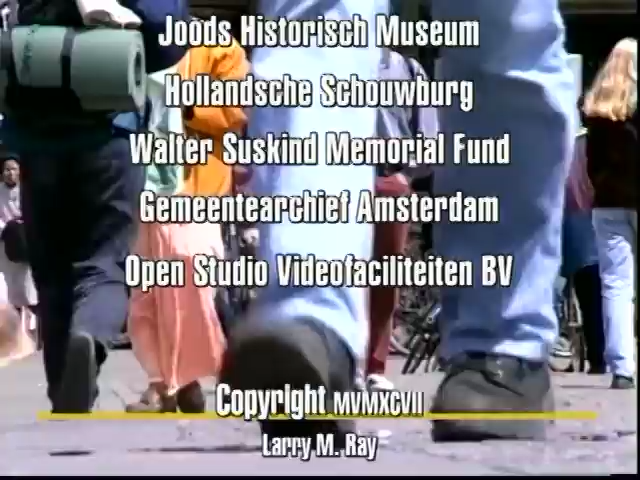 Joods Historisch Museum
Hollandsche Schouwburg
Walter Suskind Memorial Fund
Gemeentearchief Amsterdam
Open Studio Videofaciliteiten BV
Copyright MVMXCVII
Larry M. Ray